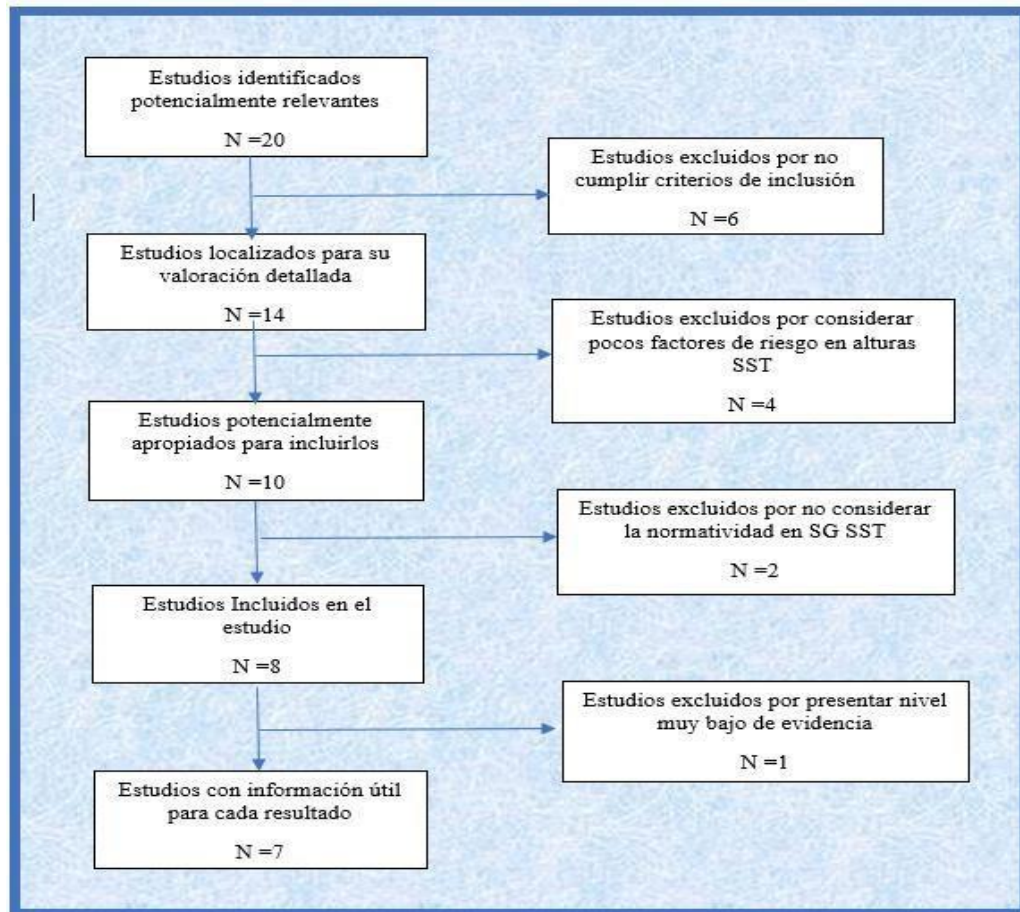 Estudios identificados
potencialmente relevantes
N =20
Estudios excluidos por no
cumplir criterios de inclusión
N =6
Estudios localizados para su
valoración detallada
N =14
Estudios excluidos por considerar
pocos factores de riesgo en alturas
SST
N =4
Estudios potencialmente
apropiados para incluirlos
N =10
Estudios excluidos por no considerar
la normatividad en SG SST
N =2
Estudios Incluidos en el
estudio
N =8
Estudios excluidos por presentar nivel
muy bajo de evidencia
N =1
Estudios con información útil
para cada resultado
N =7